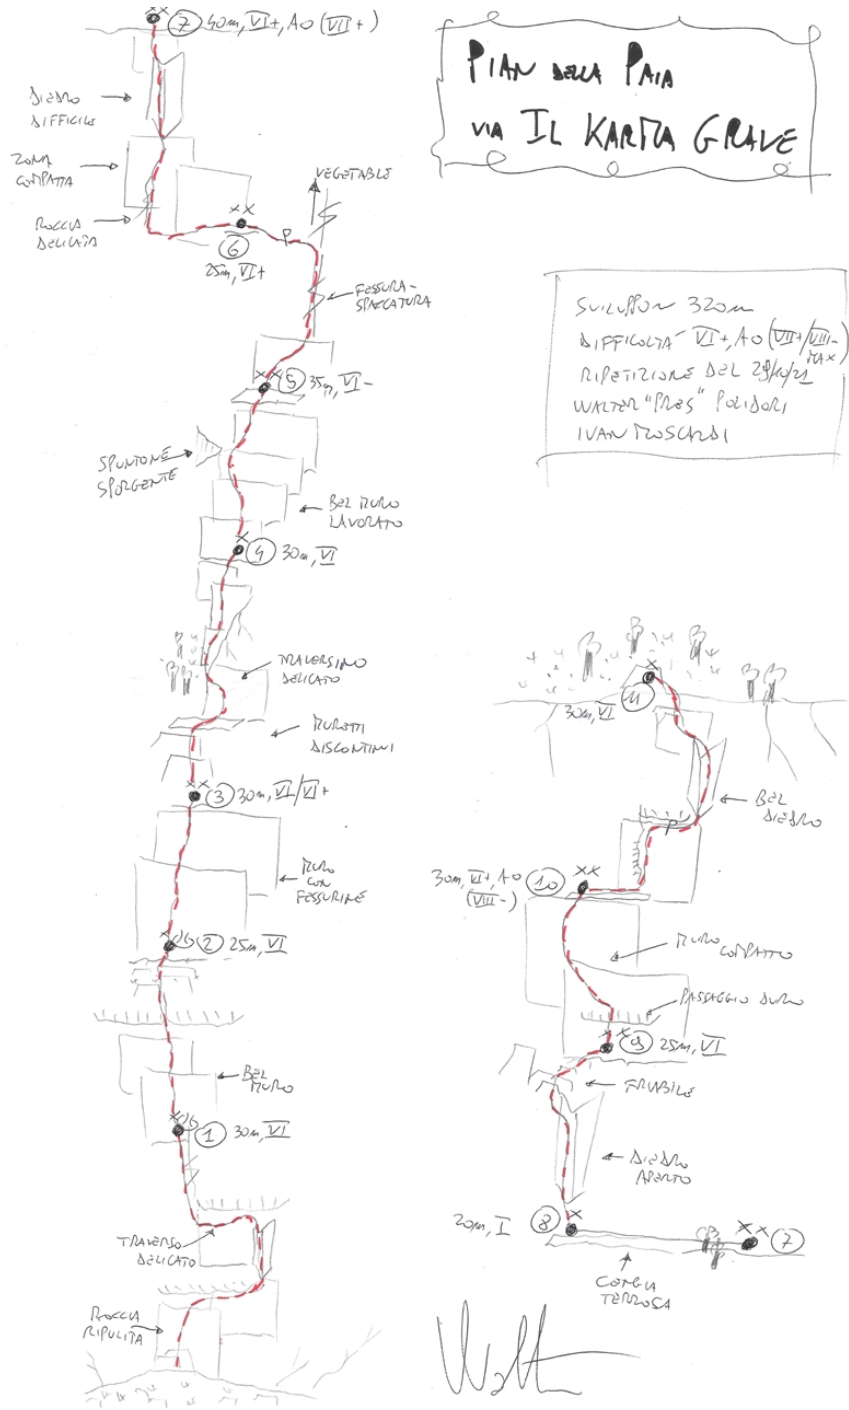 PIAN DELLA PAIA
VIA IL KARMA GRAVE
SVILUPPO 320m
DIFFICOLTÀ VI+, A0 (VII+/VIII- MAX)
RIPETIZIONE DEL 29/10/21
WALTER "PRES" POLIDORI
IVAN MOSCARDI
7 40m, VI+, A0 (VII+)
DIEDRO
DIFFICILE
ZONA
COMPATTA
ROCCIA
DELICATA
VEGETABLE
P
6
25m, VI+
FESSURA-
SPACCATURA
5 35m, VI-
SPUNTONE
SPORGENTE
BEL MURO
LAVORATO
4 30m, VI
TRAVERSINO
DELICATO
MURETTI
DISCONTINUI
3 30m, VI/VI+
MURO
CON
FESSURINE
2 25m, VI
BEL
MURO
1 30m, VI
TRAVERSO
DELICATO
ROCCIA
RIPULITA
11
30m, VI
BEL
DIEDRO
P
30m, VI+, A0 10
(VIII-)
MURO
COMPATTO
PASSAGGIO DURO
9 25m, VI
FRIABILE
DIEDRO
APERTO
20m, I 8
7
CENGIA
TERROSA